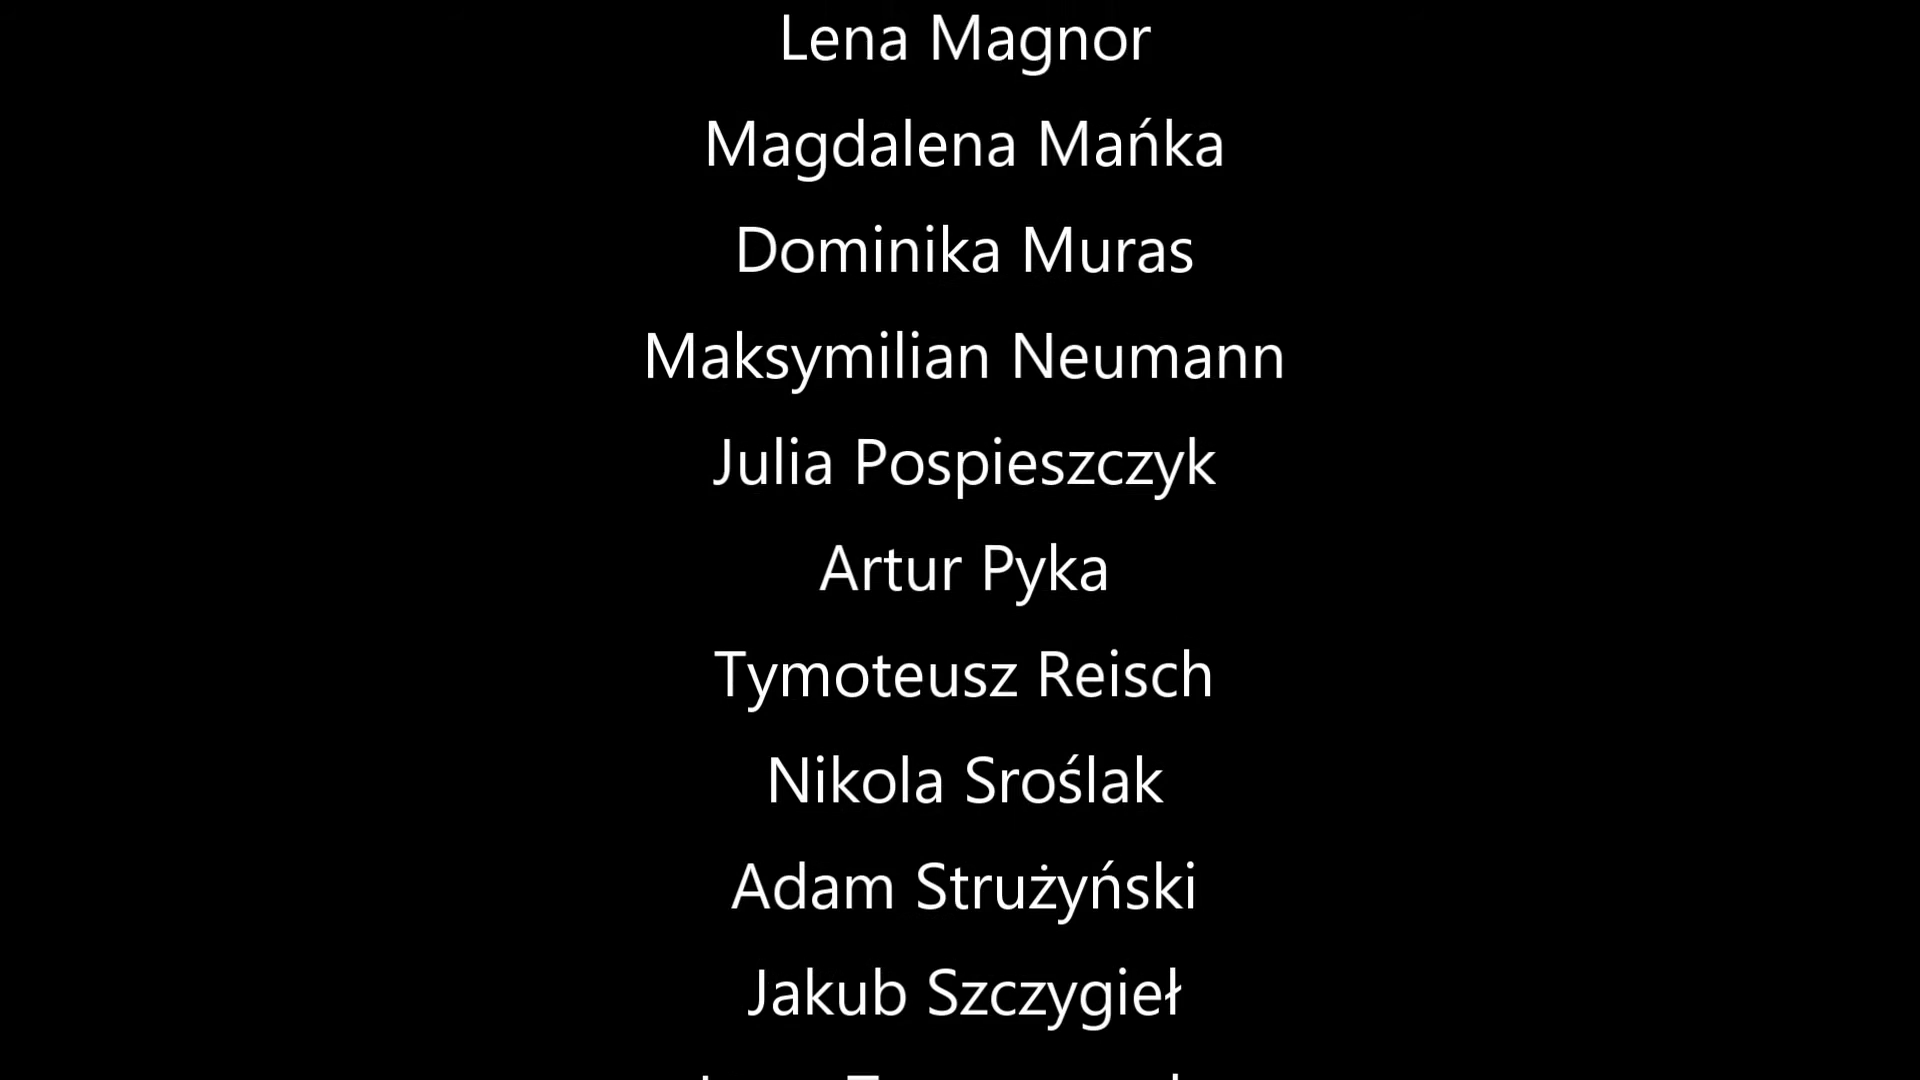 Lena Magnor
Magdalena Mańka
Dominika Muras
Maksymilian Neumann
Julia Pospieszczyk
Artur Pyka
Tymoteusz Reisch
Nikola Sroślak
Adam Strużyński
Jakub Szczygieł